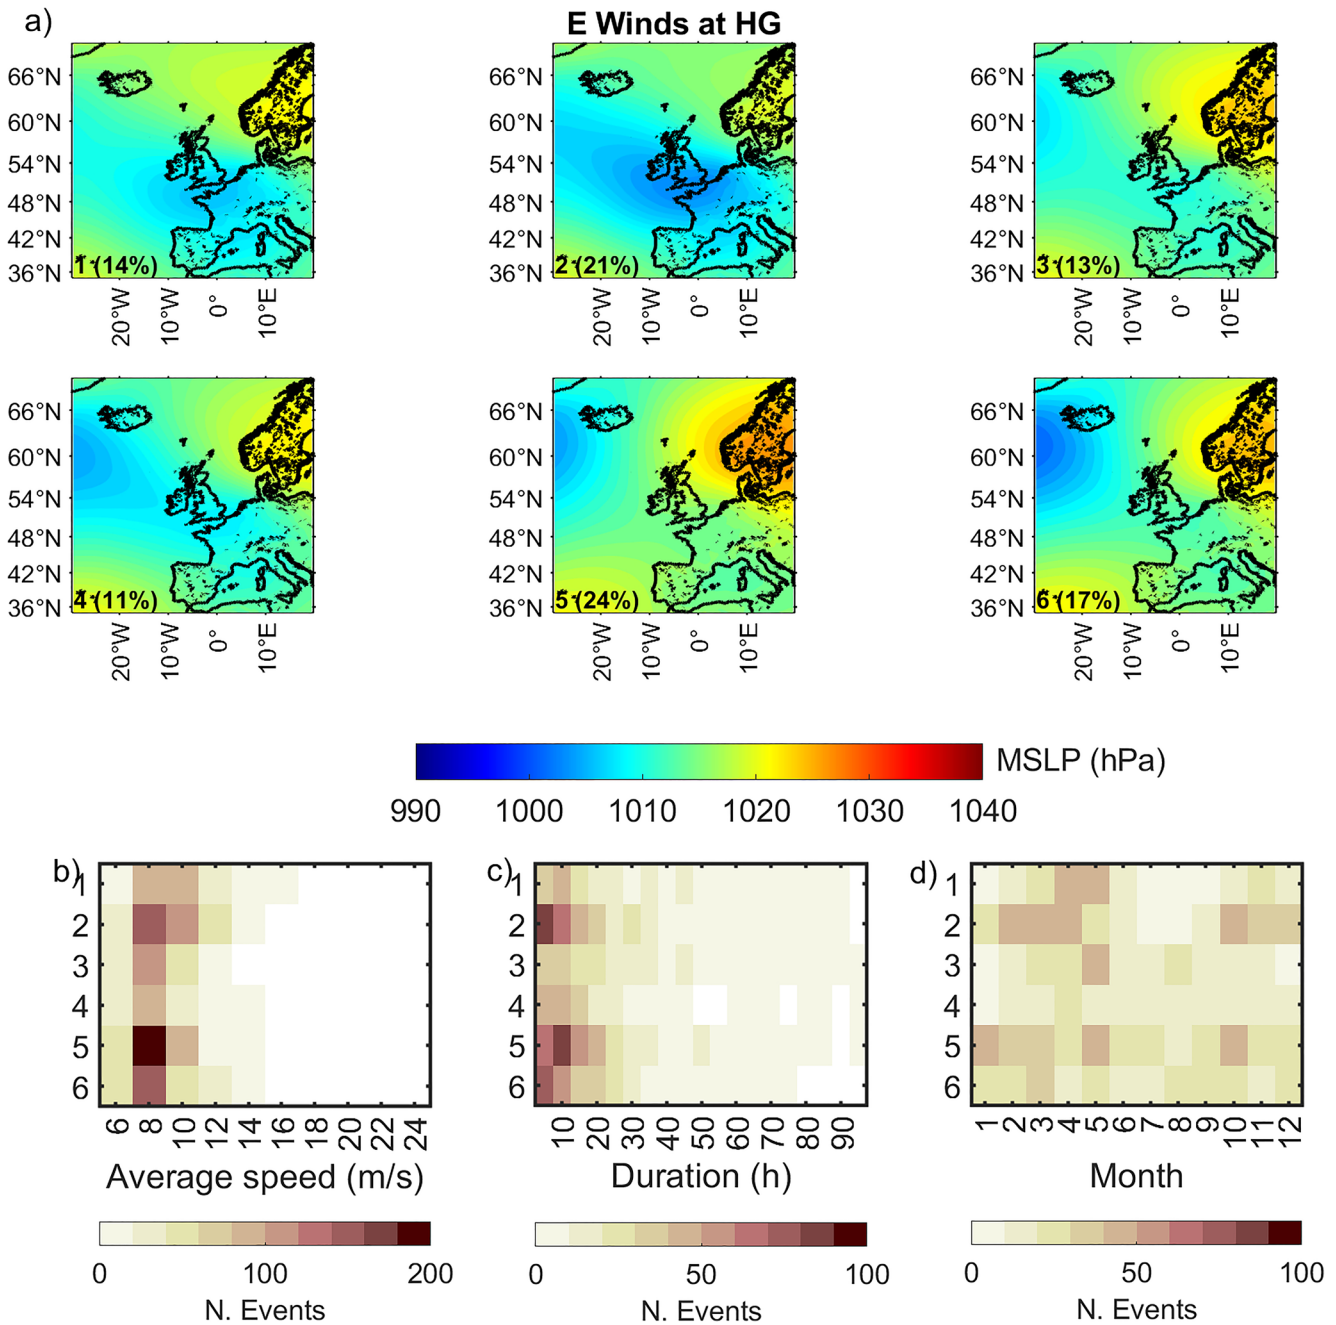 a)
E Winds at HG
66°N
60°N
54°N
48°N
42°N
36°N
1 (14%)
20°W
10°W
0°
10°E
66°N
60°N
54°N
48°N
42°N
36°N
2 (21%)
20°W
10°W
0°
10°E
66°N
60°N
54°N
48°N
42°N
36°N
3 (13%)
20°W
10°W
0°
10°E
66°N
60°N
54°N
48°N
42°N
36°N
4 (11%)
20°W
10°W
0°
10°E
66°N
60°N
54°N
48°N
42°N
36°N
5 (24%)
20°W
10°W
0°
10°E
66°N
60°N
54°N
48°N
42°N
36°N
6 (17%)
20°W
10°W
0°
10°E
MSLP (hPa)
990 1000 1010 1020 1030 1040
b)
1
2
3
4
5
6
6 8 10 12 14 16 18 20 22 24
Average speed (m/s)
0 100 200
N. Events
c)
1
2
3
4
5
6
10 20 30 40 50 60 70 80 90
Duration (h)
0 50 100
N. Events
d)
1
2
3
4
5
6
1 2 3 4 5 6 7 8 9 10 11 12
Month
0 50 100
N. Events